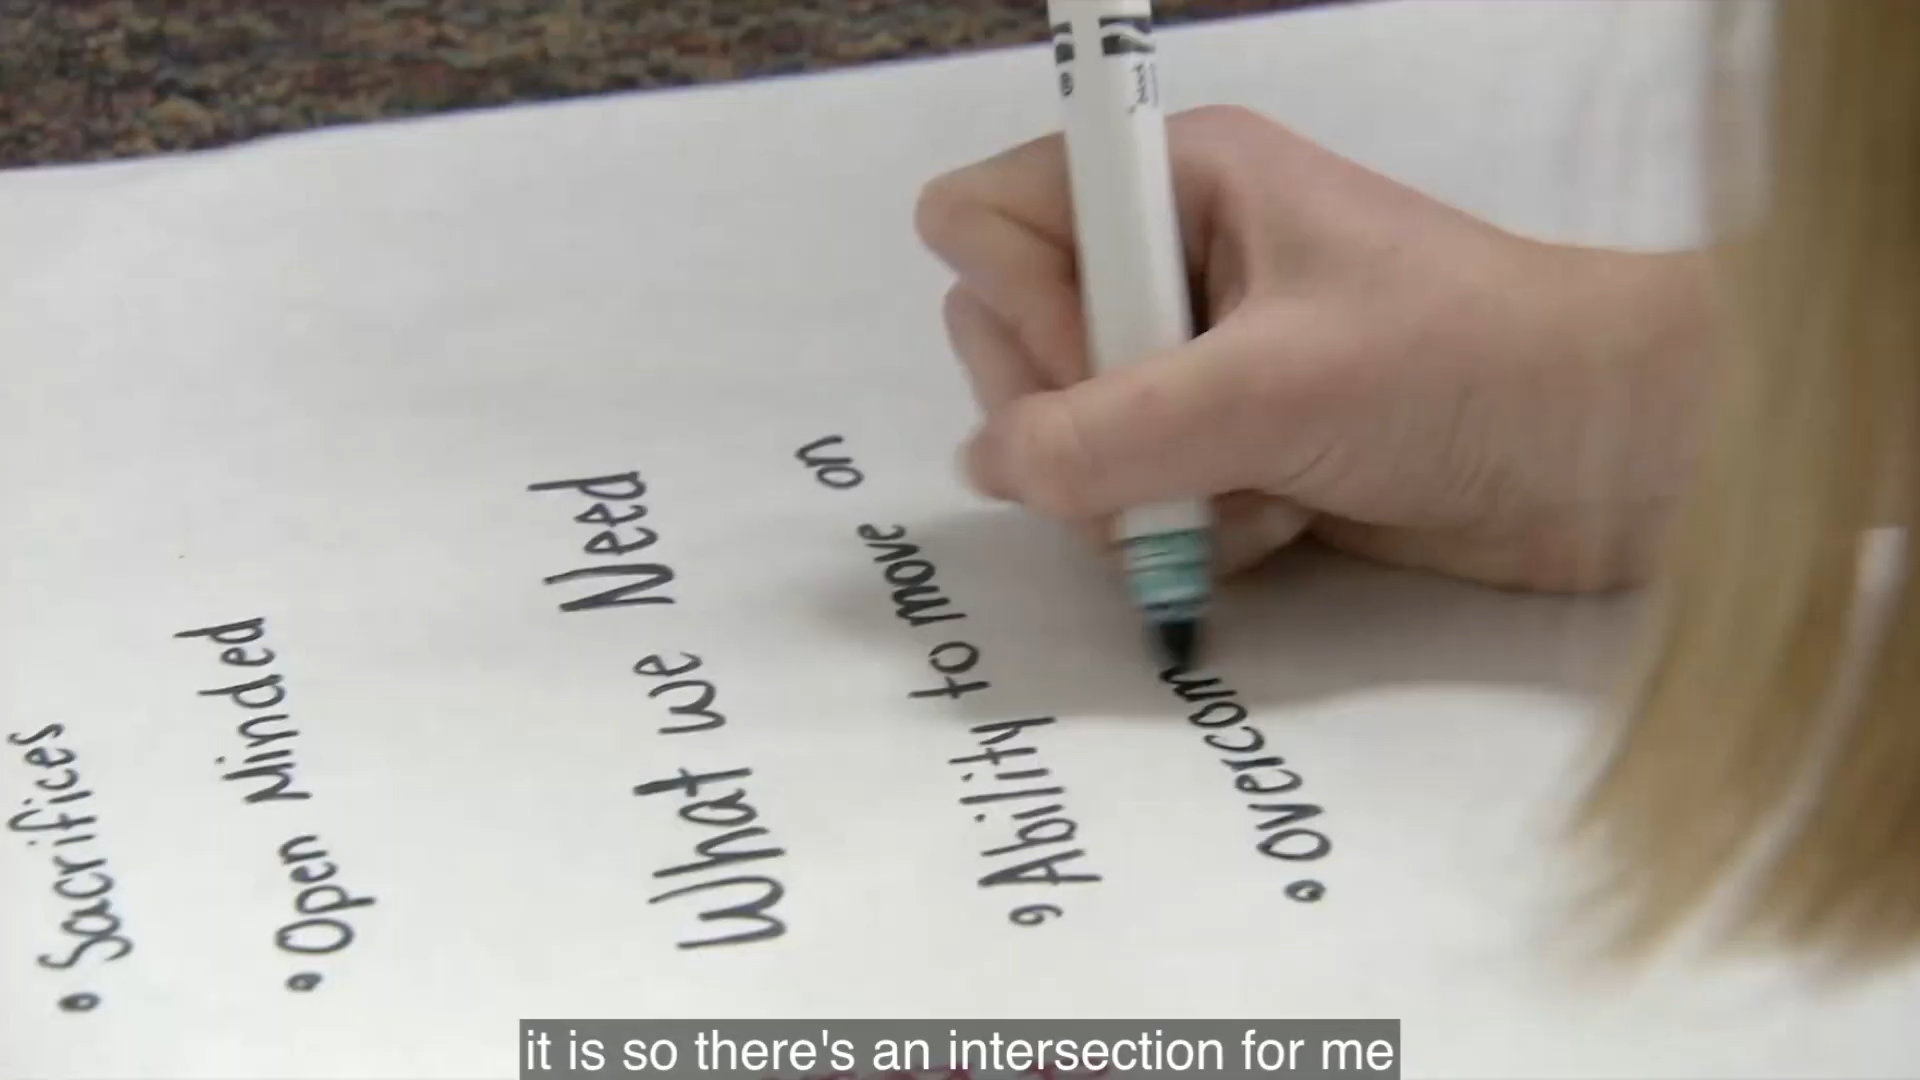 • Sacrifices
• Open Minded
What we Need
• Ability to move on
• Overcom
it is so there's an intersection for me